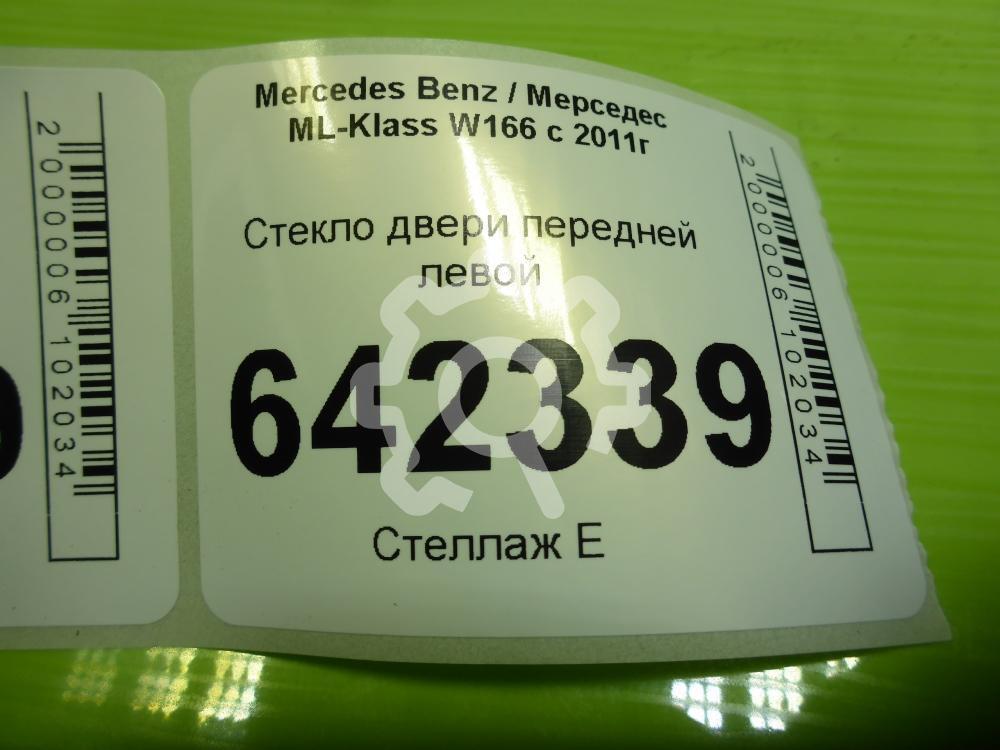 2000006102034
Mercedes Benz / Мерседес
ML-Klass W166 с 2011г
Стекло двери передней
левой
642339
Стеллаж Е
2000006102034